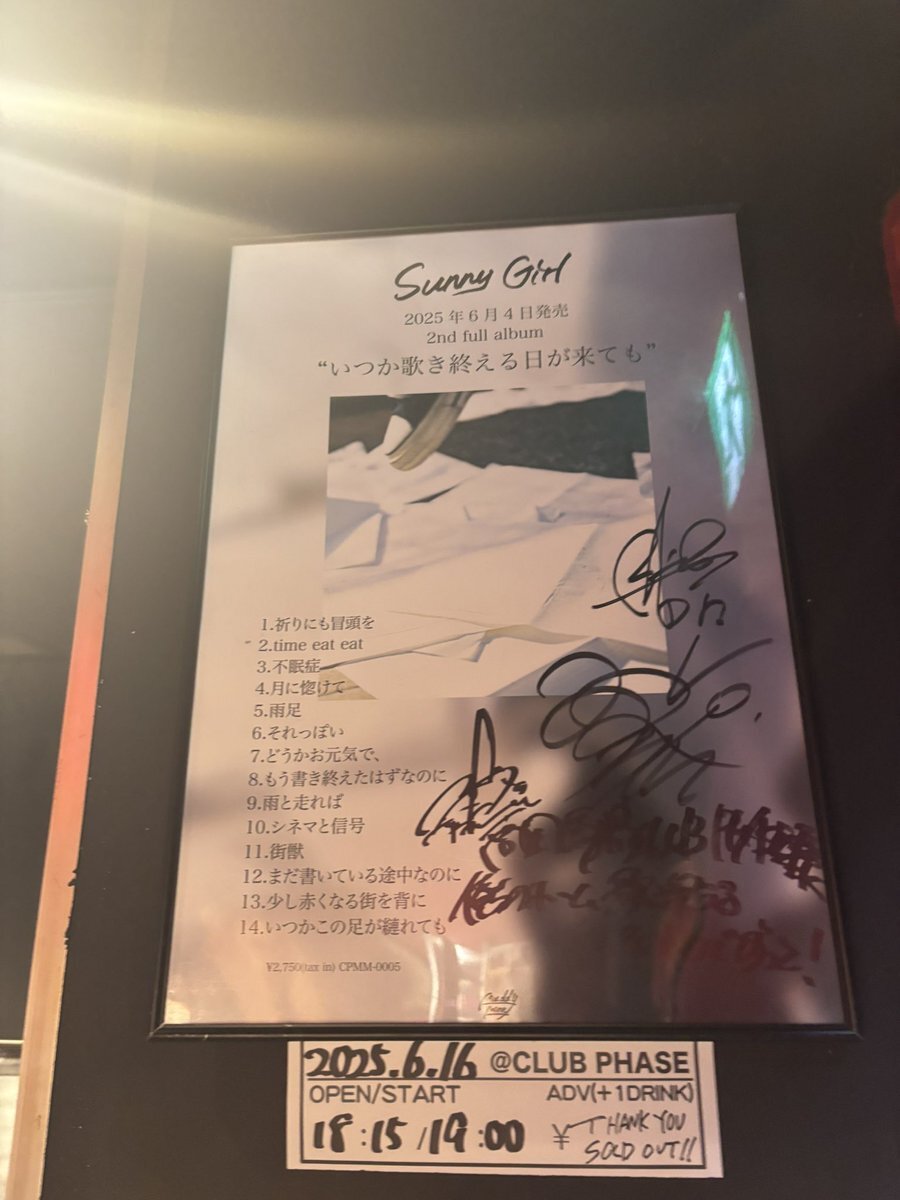 Sunny Girl
2025年6月4日発売
2nd full album
“いつか歌き終える日が来ても”
1.祈りにも冒頭を
2.time eat eat
3.不眠症
4.月に惚けて
5.雨足
6.それっぽい
7.どうかお元気で、
8.もう書き終えたはずなのに
9.雨と走れば
10.シネマと信号
11.街獣
12.まだ書いている途中なのに
13.少し赤くなる街を背に
14.いつかこの足が縺れても
¥2,750(tax in) CPMM-0005
CLUB
2025.6.16 @CLUB PHASE
OPEN/START ADV(+1DRINK)
18:15/19:00 ¥ THANK YOU
SOLD OUT!!